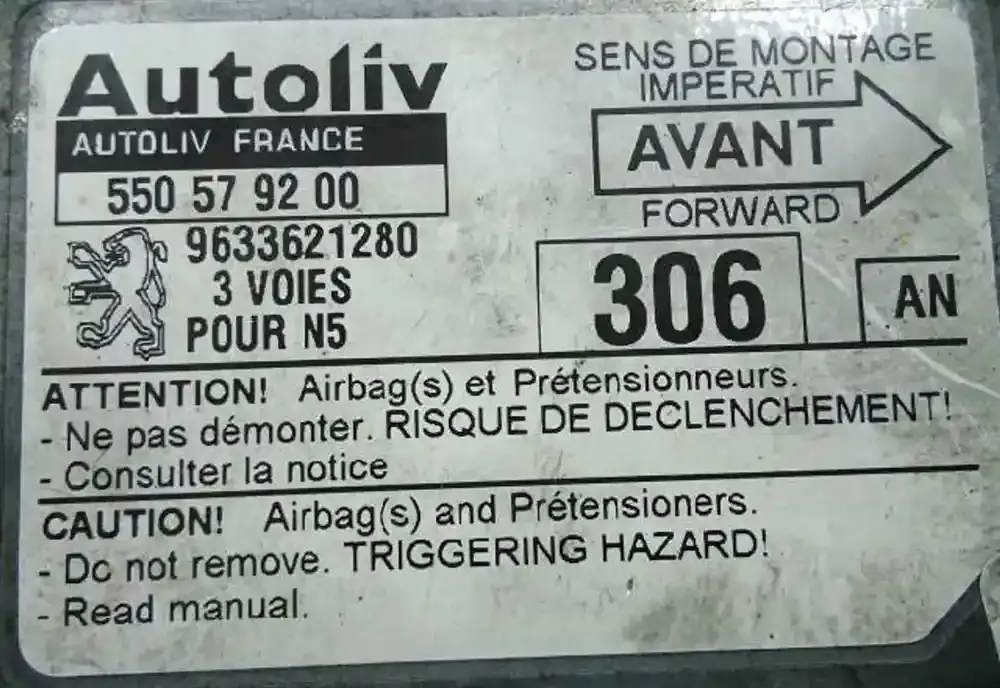 Autoliv
AUTOLIV FRANCE
550 57 92 00
9633621280
3 VOIES
POUR N5
SENS DE MONTAGE
IMPERATIF
AVANT
FORWARD
306
AN
ATTENTION! Airbag(s) et Prétensionneurs.
- Ne pas démonter. RISQUE DE DECLENCHEMENT!
- Consulter la notice
CAUTION! Airbag(s) and Prétensioners.
- Do not remove. TRIGGERING HAZARD!
- Read manual.